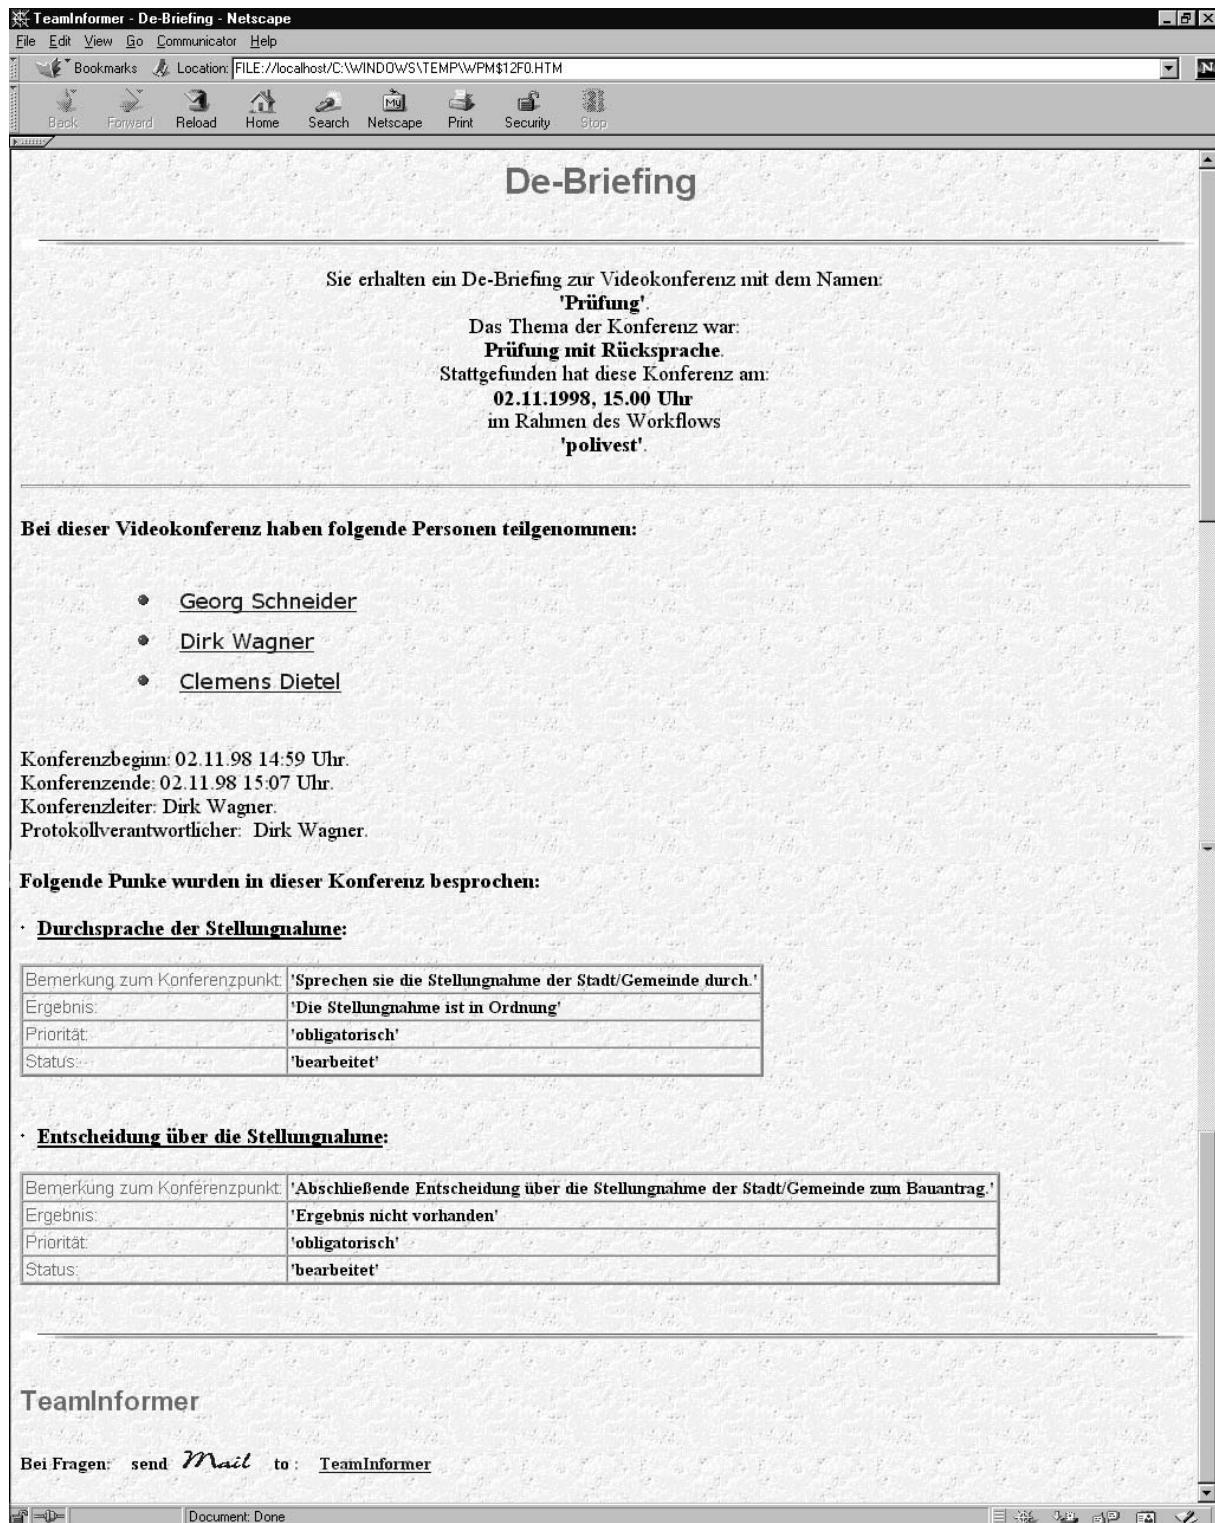 TeamInformer - De-Briefing - Netscape
File Edit View Go Communicator Help
Bookmarks Location: FILE://localhost/C:\WINDOWS\TEMP\WPM$12F0.HTM
Back Forward Reload Home Search Netscape Print Security Stop
De-Briefing
Sie erhalten ein De-Briefing zur Videokonferenz mit dem Namen:
'Prüfung'.
Das Thema der Konferenz war:
Prüfung mit Rücksprache.
Stattgefunden hat diese Konferenz am:
02.11.1998, 15.00 Uhr
im Rahmen des Workflows
'polivest'.
Bei dieser Videokonferenz haben folgende Personen teilgenommen:
Georg Schneider
Dirk Wagner
Clemens Dietel
Konferenzbeginn: 02.11.98 14:59 Uhr.
Konferenzende: 02.11.98 15:07 Uhr.
Konferenzleiter: Dirk Wagner.
Protokollverantwortlicher: Dirk Wagner.
Folgende Punke wurden in dieser Konferenz besprochen:
· Durchsprache der Stellungnahme:
Bemerkung zum Konferenzpunkt: 'Sprechen sie die Stellungnahme der Stadt/Gemeinde durch.'
Ergebnis: 'Die Stellungnahme ist in Ordnung'
Priorität: 'obligatorisch'
Status: 'bearbeitet'
· Entscheidung über die Stellungnahme:
Bemerkung zum Konferenzpunkt: 'Abschließende Entscheidung über die Stellungnahme der Stadt/Gemeinde zum Bauantrag.'
Ergebnis: 'Ergebnis nicht vorhanden'
Priorität: 'obligatorisch'
Status: 'bearbeitet'
TeamInformer
Bei Fragen: send Mail to : TeamInformer
Document: Done